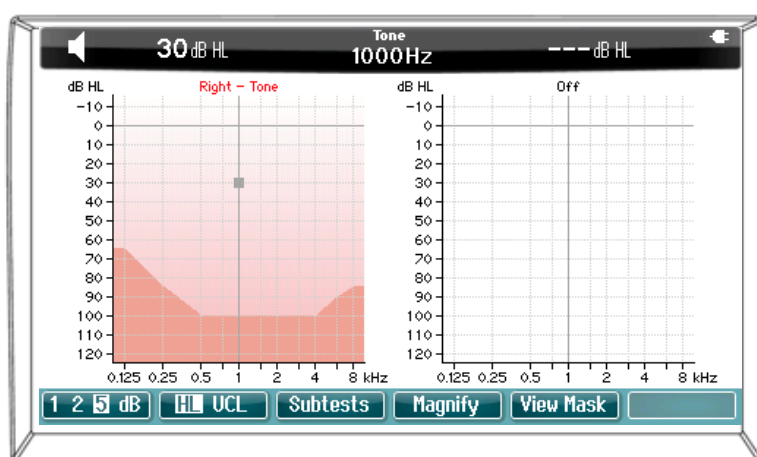 30 dB HL Tone --- dB HL
1000Hz
dB HL Right - Tone dB HL Off
-10 -10
0 0
10 10
20 20
30 30
40 40
50 50
60 60
70 70
80 80
90 90
100 100
110 110
120 120
0.125 0.25 0.5 1 2 4 8 kHz 0.125 0.25 0.5 1 2 4 8 kHz
1 2 5 dB HL UCL Subtests Magnify View Mask